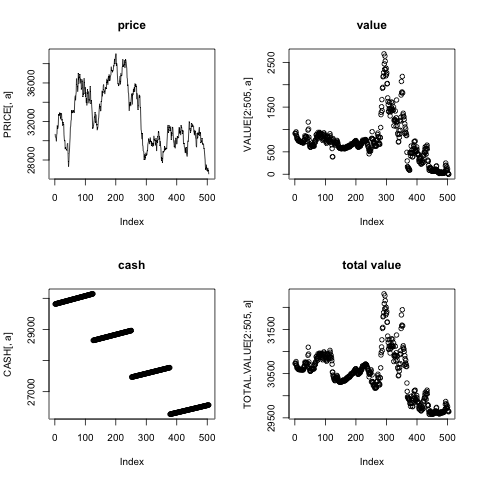 price
PRICE[, a]
28000 32000 36000
0 100 200 300 400 500
Index
value
VALUE[2:505, a]
0 500 1500 2500
0 100 200 300 400 500
Index
cash
CASH[, a]
27000 29000
0 100 200 300 400 500
Index
total value
TOTAL.VALUE[2:505, a]
29500 30500 31500
0 100 200 300 400 500
Index